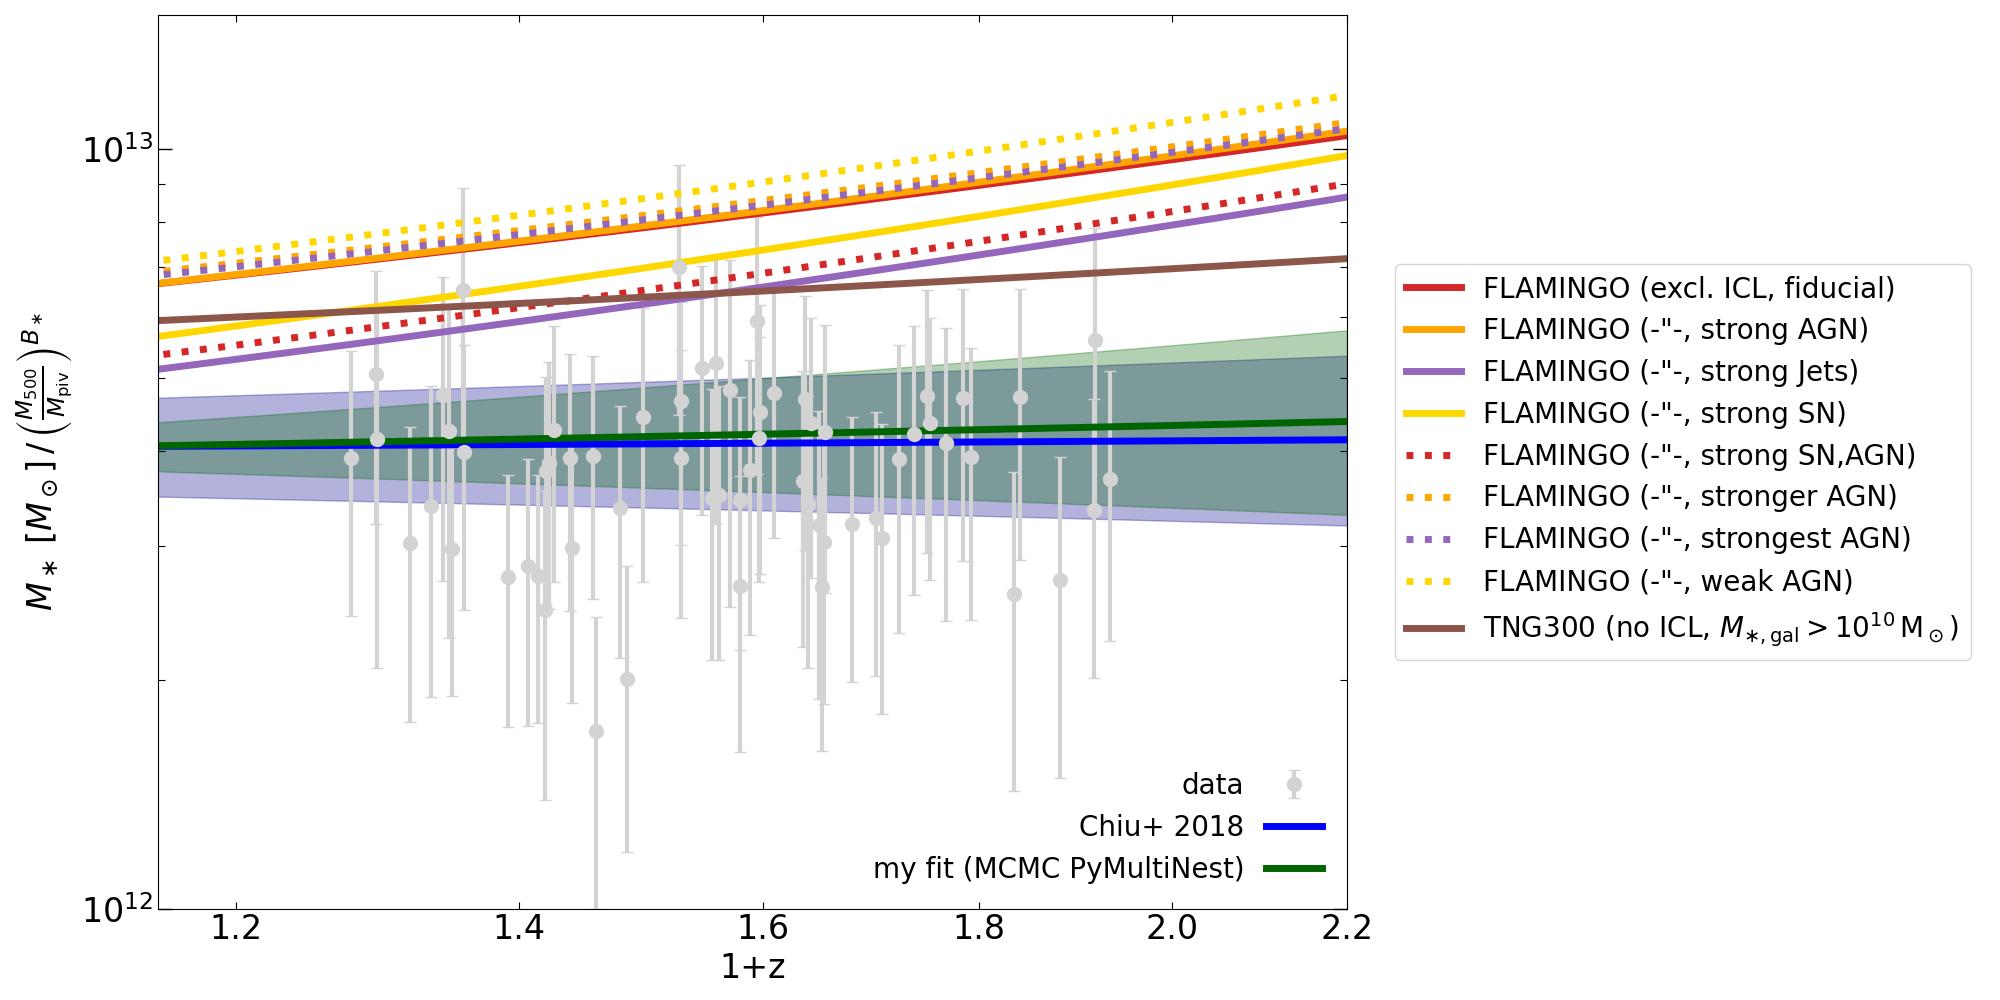 10^13
10^12
M_* [M_⊙] / (M_500 / M_piv)^B_*
1.2 1.4 1.6 1.8 2.0 2.2
1+z
data
Chiu+ 2018
my fit (MCMC PyMultiNest)
FLAMINGO (excl. ICL, fiducial)
FLAMINGO (-"-, strong AGN)
FLAMINGO (-"-, strong Jets)
FLAMINGO (-"-, strong SN)
FLAMINGO (-"-, strong SN,AGN)
FLAMINGO (-"-, stronger AGN)
FLAMINGO (-"-, strongest AGN)
FLAMINGO (-"-, weak AGN)
TNG300 (no ICL, M_*,gal > 10^10 M_⊙)